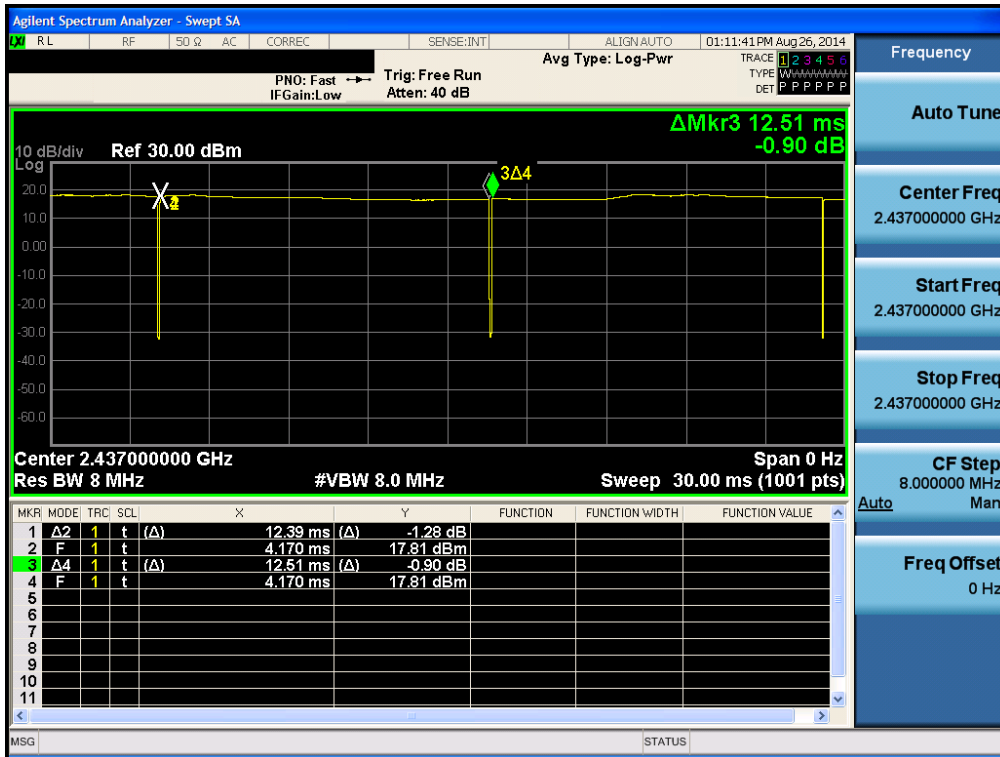 Agilent Spectrum Analyzer - Swept SA
LXI RL RF 50 Ω AC CORREC SENSE:INT ALIGN AUTO 01:11:41 PM Aug 26, 2014
Frequency
Avg Type: Log-Pwr
TRACE 1 2 3 4 5 6
PNO: Fast Trig: Free Run
TYPE W
IFGain:Low Atten: 40 dB
DET P P P P P P
Auto Tune
ΔMkr3 12.51 ms
-0.90 dB
10 dB/div Ref 30.00 dBm
Log
3Δ4
20.0
10.0
0.00
-10.0
-20.0
-30.0
-40.0
-50.0
-60.0
Center Freq
2.437000000 GHz
Start Freq
2.437000000 GHz
Stop Freq
2.437000000 GHz
Center 2.437000000 GHz Span 0 Hz
Res BW 8 MHz #VBW 8.0 MHz Sweep 30.00 ms (1001 pts)
CF Step
8.000000 MHz
Auto Man
MKR MODE TRC SCL X Y FUNCTION FUNCTION WIDTH FUNCTION VALUE
1 Δ2 1 t (Δ) 12.39 ms (Δ) -1.28 dB
2 F 1 t 4.170 ms 17.81 dBm
3 Δ4 1 t (Δ) 12.51 ms (Δ) -0.90 dB
4 F 1 t 4.170 ms 17.81 dBm
5
6
7
8
9
10
11
Freq Offset
0 Hz
MSG STATUS